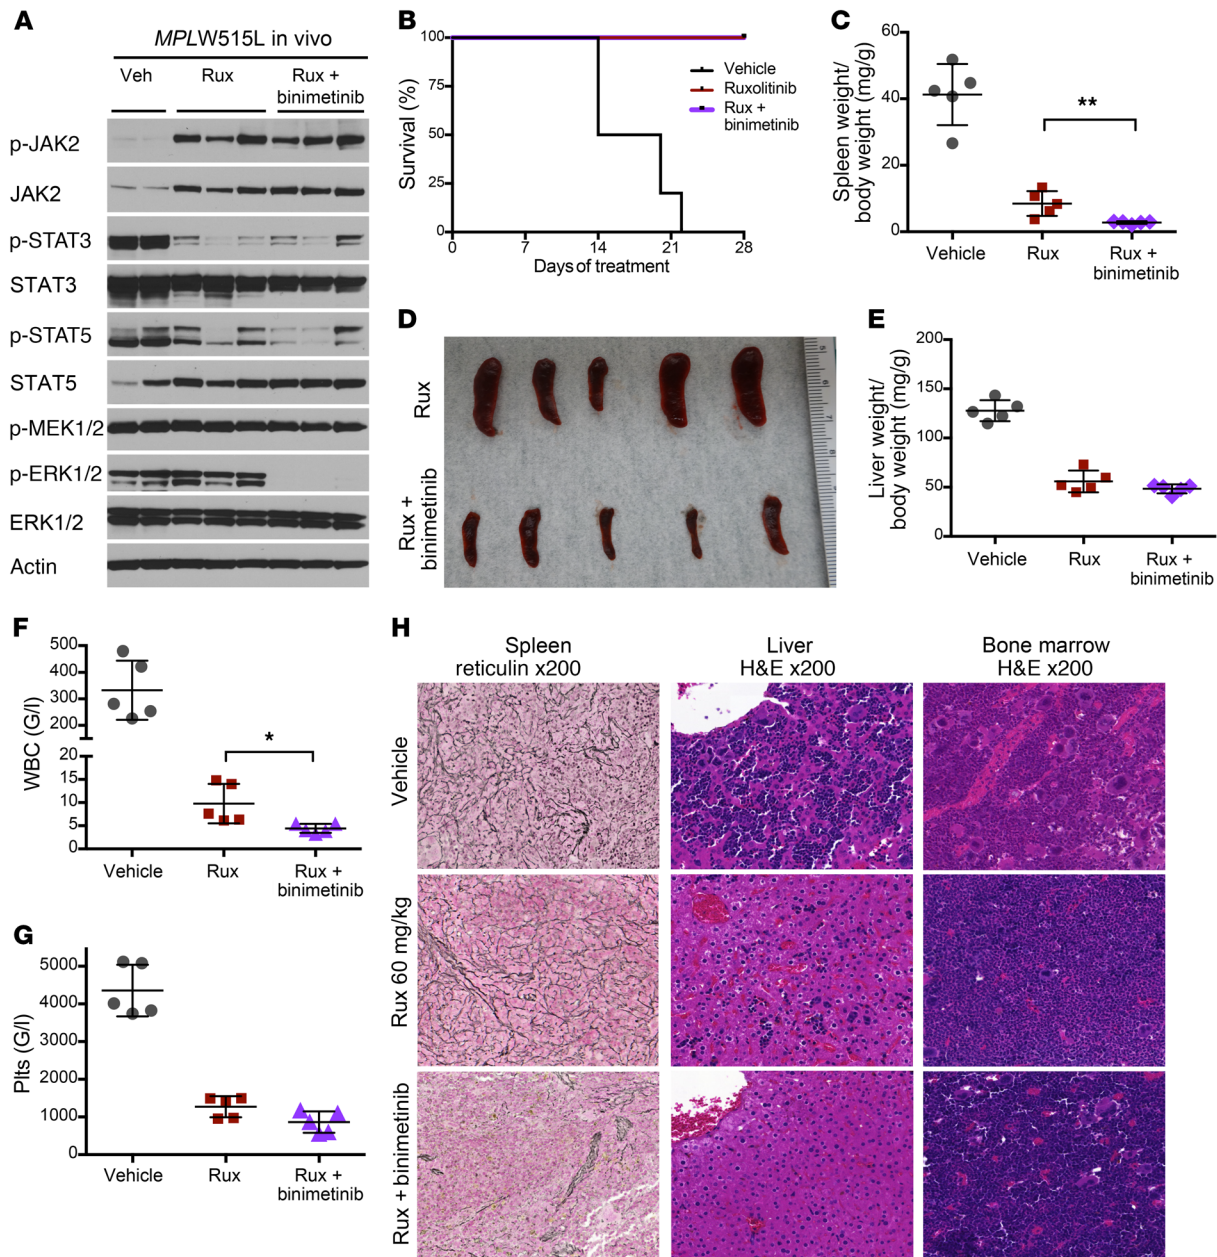 A
MPLW515L in vivo
Veh
Rux
Rux +
binimetinib
p-JAK2
JAK2
p-STAT3
STAT3
p-STAT5
STAT5
p-MEK1/2
p-ERK1/2
ERK1/2
Actin
B
Survival (%)
100
75
50
25
0
0
7
14
21
28
Days of treatment
Vehicle
Ruxolitinib
Rux +
binimetinib
C
Spleen weight/
body weight (mg/g)
60
40
20
0
**
Vehicle
Rux
Rux +
binimetinib
D
Rux
Rux +
binimetinib
E
Liver weight/
body weight (mg/g)
200
150
100
50
0
Vehicle
Rux
Rux +
binimetinib
F
WBC (G/l)
500
400
300
200
20
15
10
5
0
*
Vehicle
Rux
Rux +
binimetinib
G
Plts (G/l)
5000
4000
3000
2000
1000
0
Vehicle
Rux
Rux +
binimetinib
H
Spleen
reticulin x200
Liver
H&E x200
Bone marrow
H&E x200
Vehicle
Rux 60 mg/kg
Rux + binimetinib